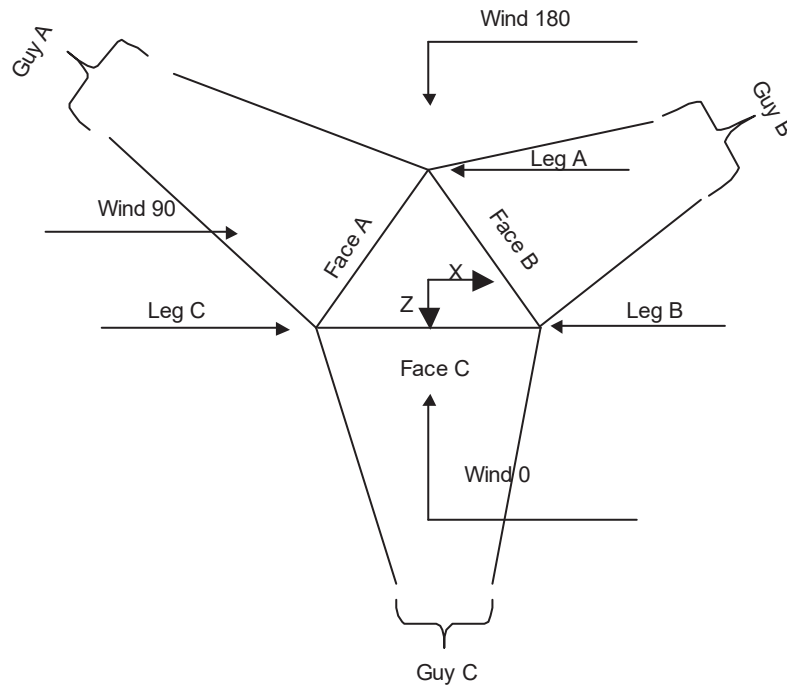 Wind 180
Guy A
Guy B
Leg A
Wind 90
Face A
Face B
X
Z
Leg C
Leg B
Face C
Wind 0
Guy C